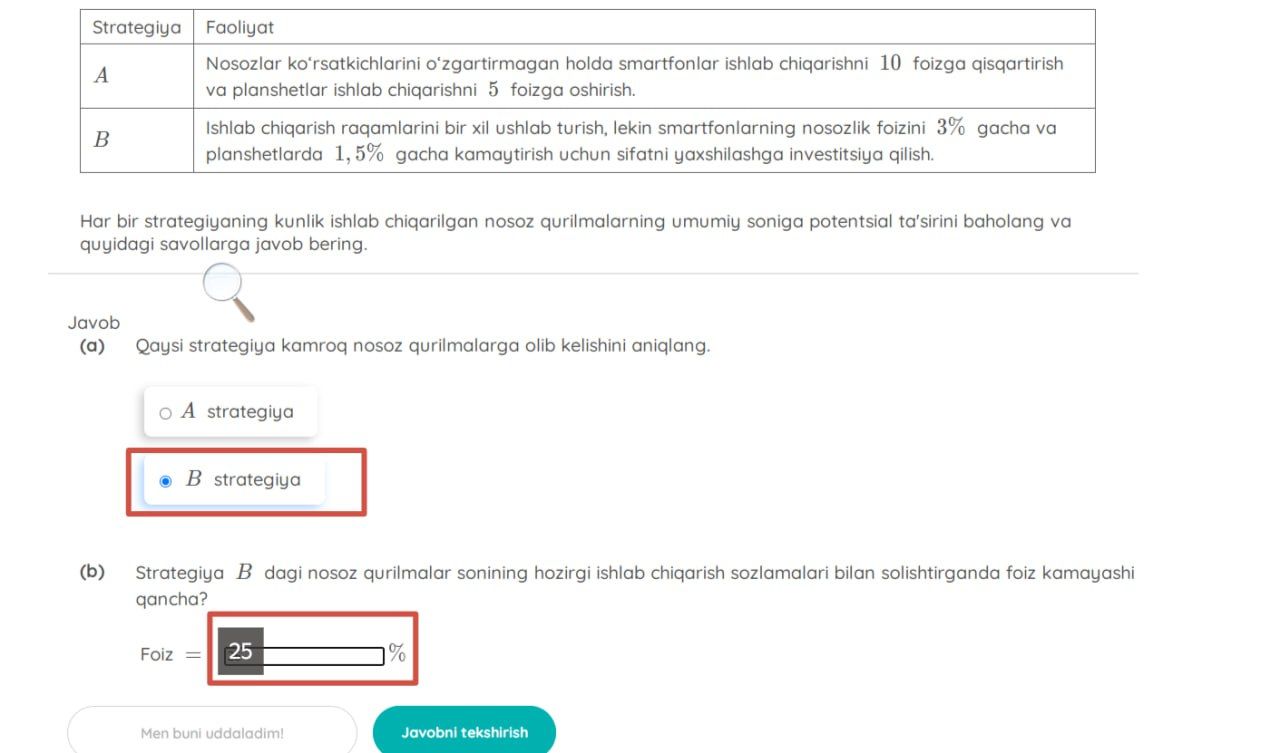 Strategiya Faoliyat
A
Nosozlar ko‘rsatkichlarini o‘zgartirmagan holda smartfonlar ishlab chiqarishni 10 foizga qisqartirish
va planshetlar ishlab chiqarishni 5 foizga oshirish.
B
Ishlab chiqarish raqamlarini bir xil ushlab turish, lekin smartfonlarning nosozlik foizini 3% gacha va
planshetlarda 1,5% gacha kamaytirish uchun sifatni yaxshilashga investitsiya qilish.
Har bir strategiyaning kunlik ishlab chiqarilgan nosoz qurilmalarning umumiy soniga potentsial ta'sirini baholang va
quyidagi savollarga javob bering.
Javob
(a) Qaysi strategiya kamroq nosoz qurilmalarga olib kelishini aniqlang.
A strategiya
B strategiya
(b) Strategiya B dagi nosoz qurilmalar sonining hozirgi ishlab chiqarish sozlamalari bilan solishtirganda foiz kamayashi
qancha?
Foiz = 25 %
Men buni uddaladim! Javobni tekshirish